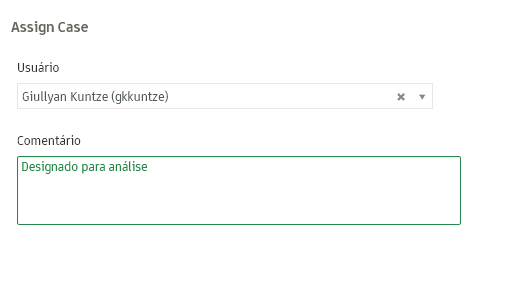 Assign Case
Usuário
Giullyan Kuntze (gkkuntze)
Comentário
Designado para análise